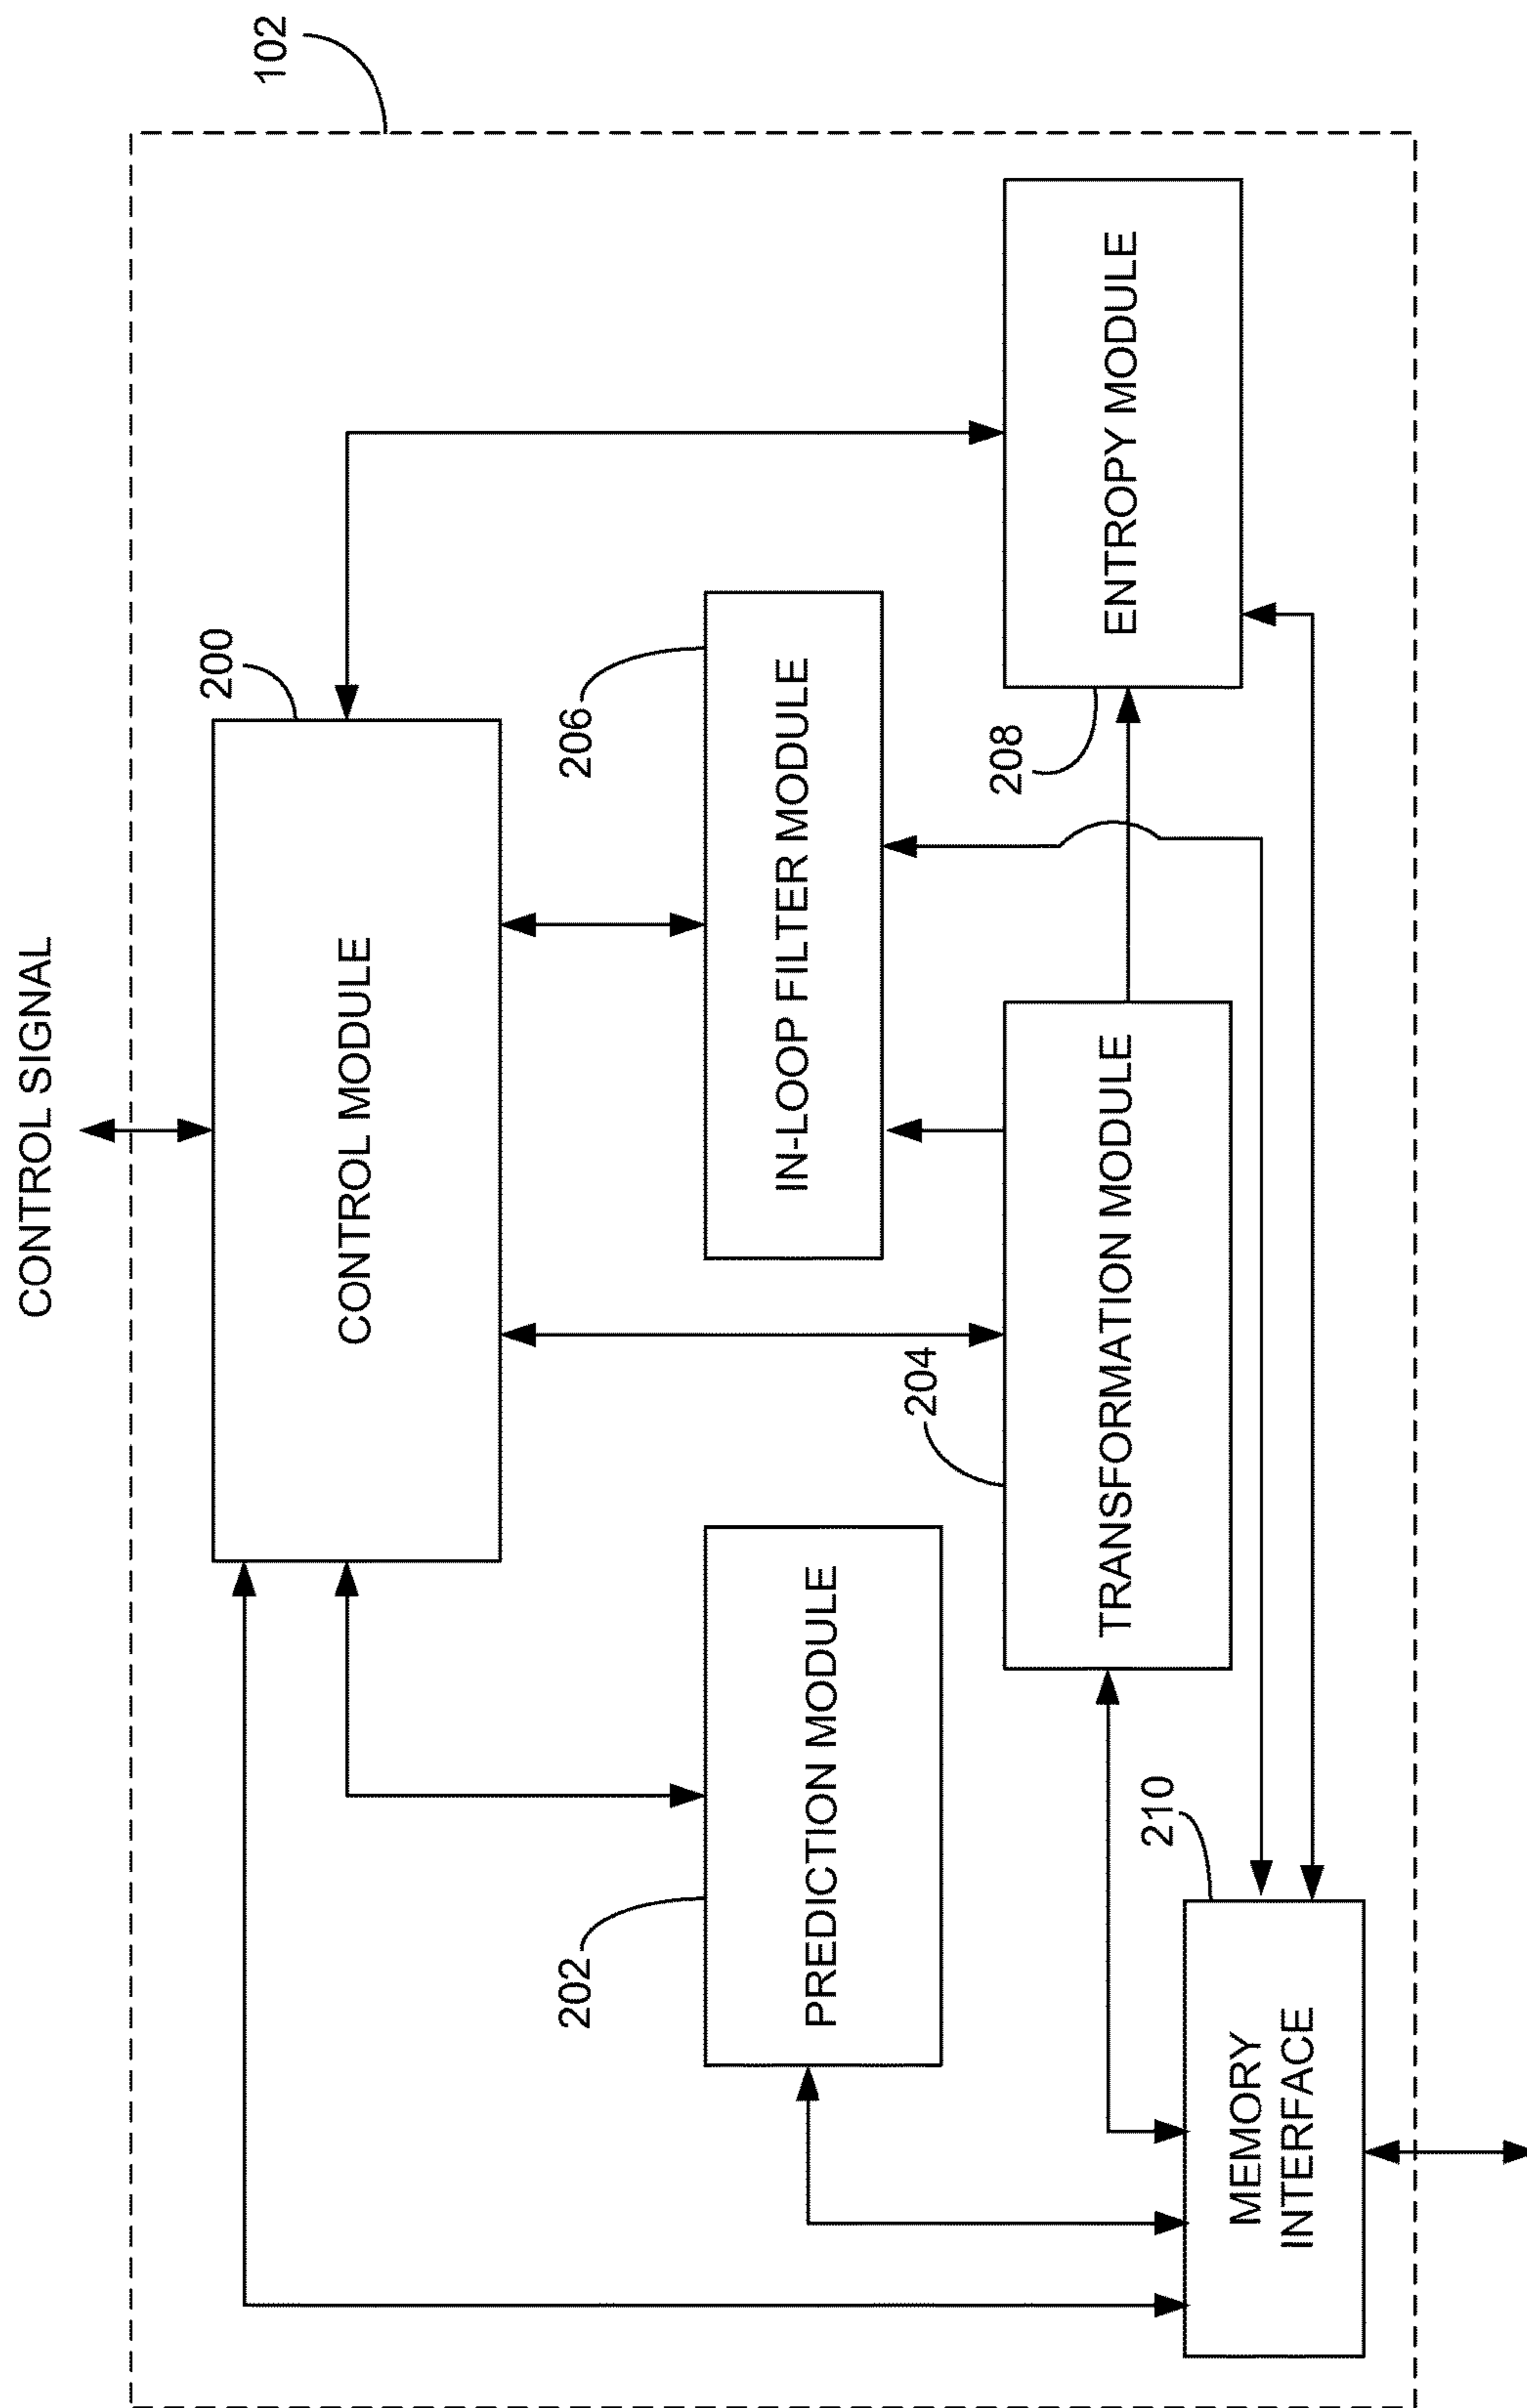 CONTROL SIGNAL
102
200
CONTROL MODULE
206
IN-LOOP FILTER MODULE
202
PREDICTION MODULE
204
TRANSFORMATION MODULE
208
ENTROPY MODULE
210
MEMORY
INTERFACE